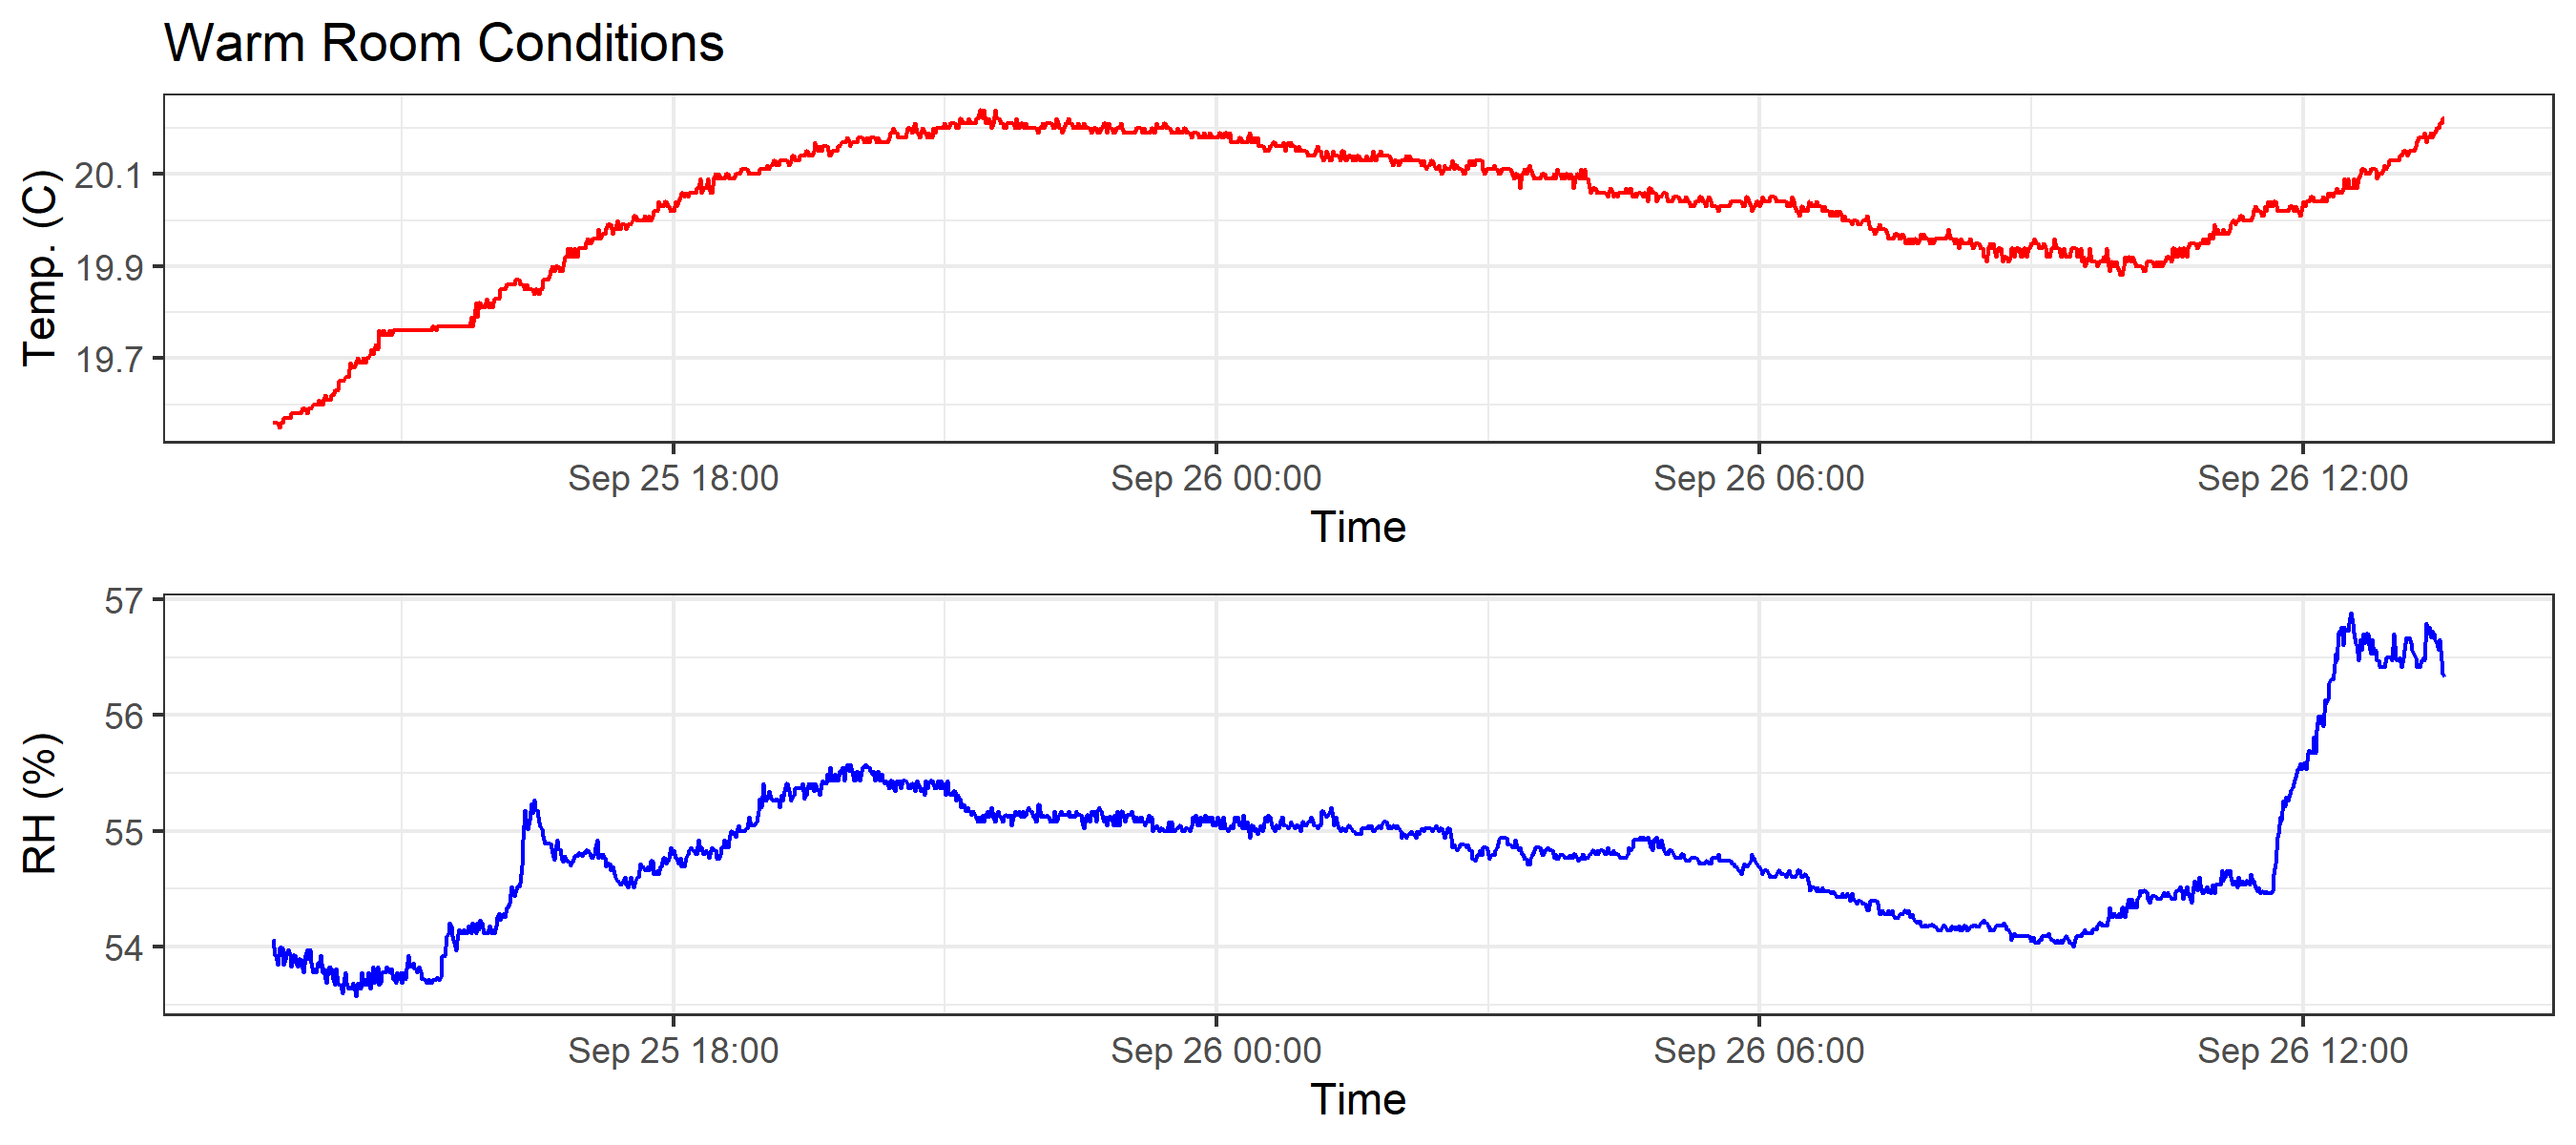 Warm Room Conditions
Temp. (C)
20.1
19.9
19.7
Sep 25 18:00 Sep 26 00:00 Sep 26 06:00 Sep 26 12:00
Time
RH (%)
57
56
55
54
Sep 25 18:00 Sep 26 00:00 Sep 26 06:00 Sep 26 12:00
Time